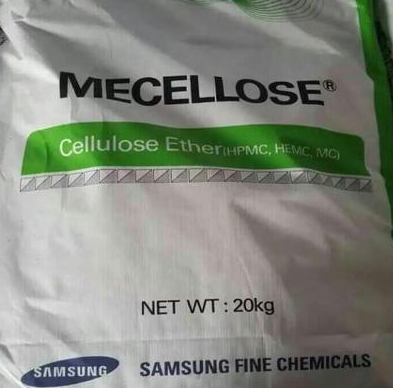 MECELLOSE®
Cellulose Ether(HPMC, HEMC, MC)
NET WT : 20kg
SAMSUNG SAMSUNG FINE CHEMICALS